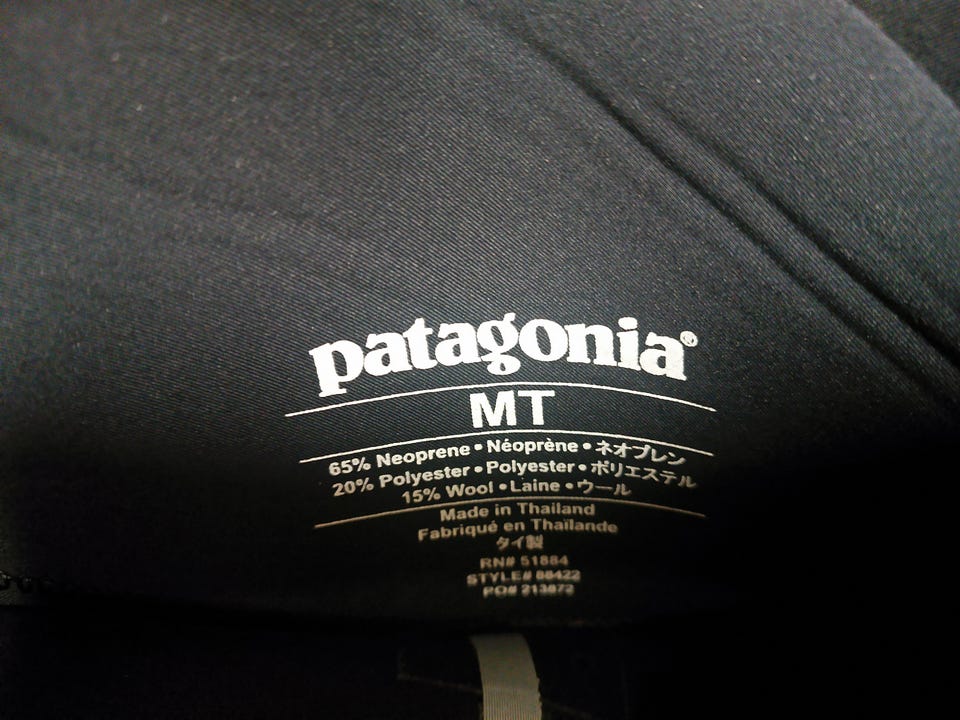 patagonia®
MT
65% Neoprene • Néoprène • ネオプレン
20% Polyester • Polyester • ポリエステル
15% Wool • Laine • ウール
Made in Thailand
Fabriqué en Thaïlande
タイ製
RN# 51884
STYLE# 88422
PO# 213872